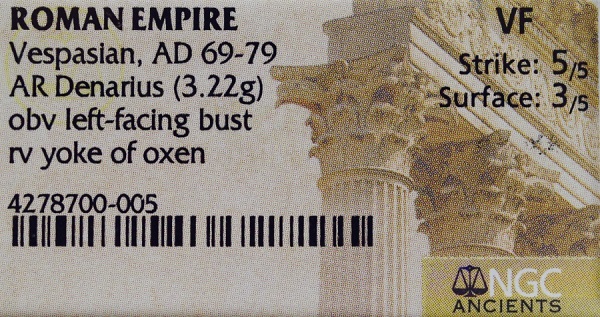 ROMAN EMPIRE
Vespasian, AD 69-79
AR Denarius (3.22g)
obv left-facing bust
rv yoke of oxen
4278700-005
VF
Strike: 5/5
Surface: 3/5
NGC
ANCIENTS